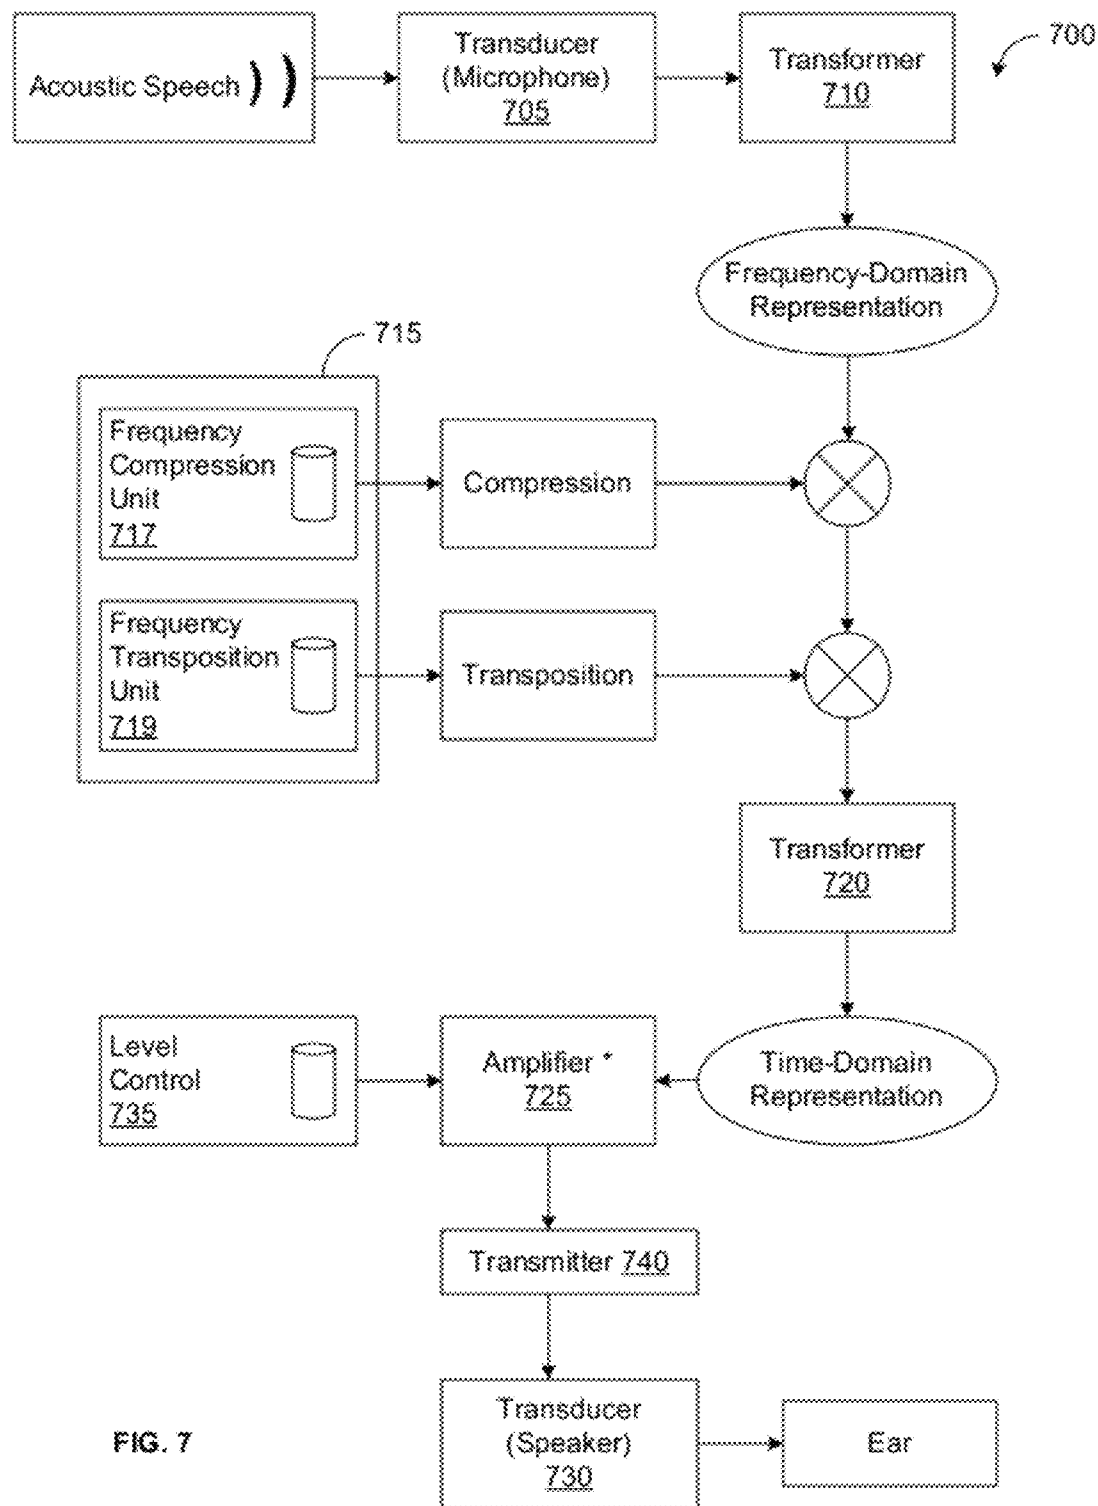 Acoustic Speech
Transducer
(Microphone)
705
Transformer
710
700
Frequency-Domain
Representation
715
Frequency
Compression
Unit
717
Compression
Frequency
Transposition
Unit
719
Transposition
Transformer
720
Level
Control
735
Amplifier *
725
Time-Domain
Representation
Transmitter 740
Transducer
(Speaker)
730
Ear
FIG. 7